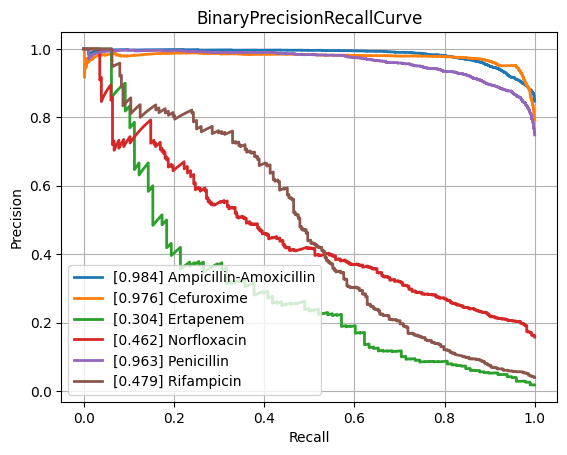 BinaryPrecisionRecallCurve
1.0
0.8
0.6
0.4
0.2
0.0
Precision
[0.984] Ampicillin-Amoxicillin
[0.976] Cefuroxime
[0.304] Ertapenem
[0.462] Norfloxacin
[0.963] Penicillin
[0.479] Rifampicin
0.0 0.2 0.4 0.6 0.8 1.0
Recall